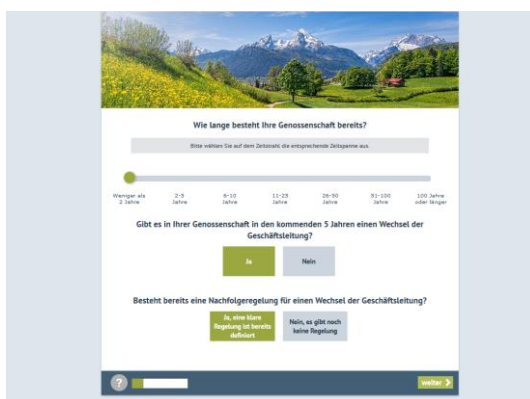 Wie lange besteht Ihre Genossenschaft bereits?
Bitte wählen Sie auf dem Zeitstrahl die entsprechende Zeitspanne aus.
Weniger als 2 Jahre
2-5 Jahre
6-10 Jahre
11-25 Jahre
26-50 Jahre
51-100 Jahre
100 Jahre oder länger
Gibt es in Ihrer Genossenschaft in den kommenden 5 Jahren einen Wechsel der
Geschäftsleitung?
Ja
Nein
Besteht bereits eine Nachfolgeregelung für einen Wechsel der Geschäftsleitung?
Ja, eine klare
Regelung ist bereits
definiert
Nein, es gibt noch
keine Regelung
?
weiter